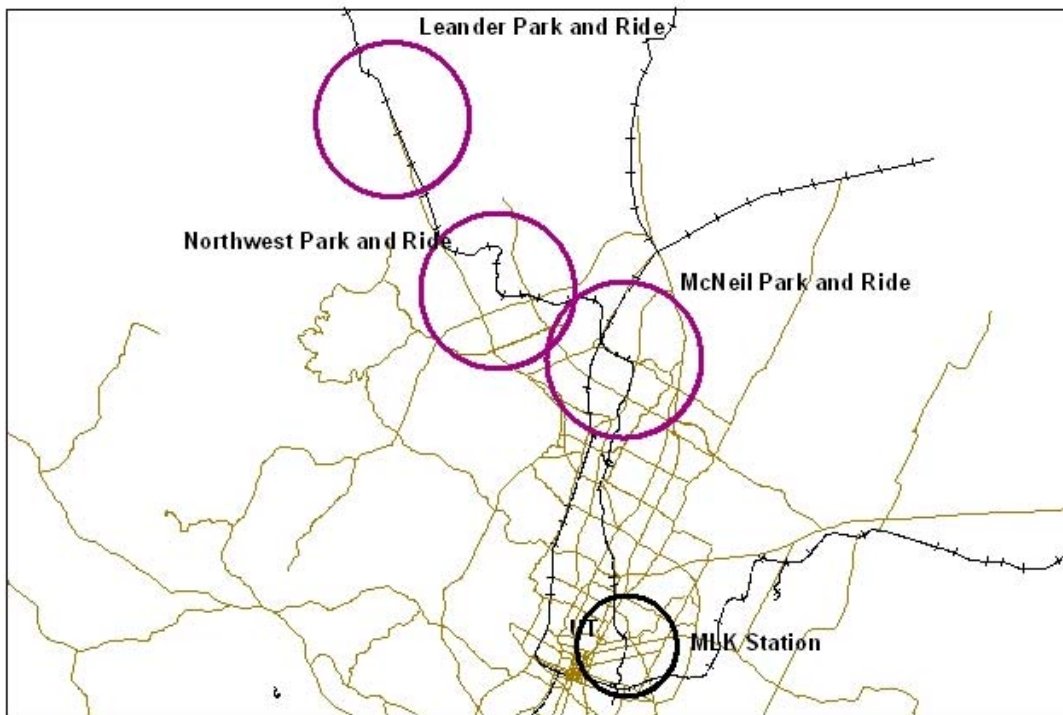 Leander Park and Ride
Northwest Park and Ride
McNeil Park and Ride
UT
MLK Station